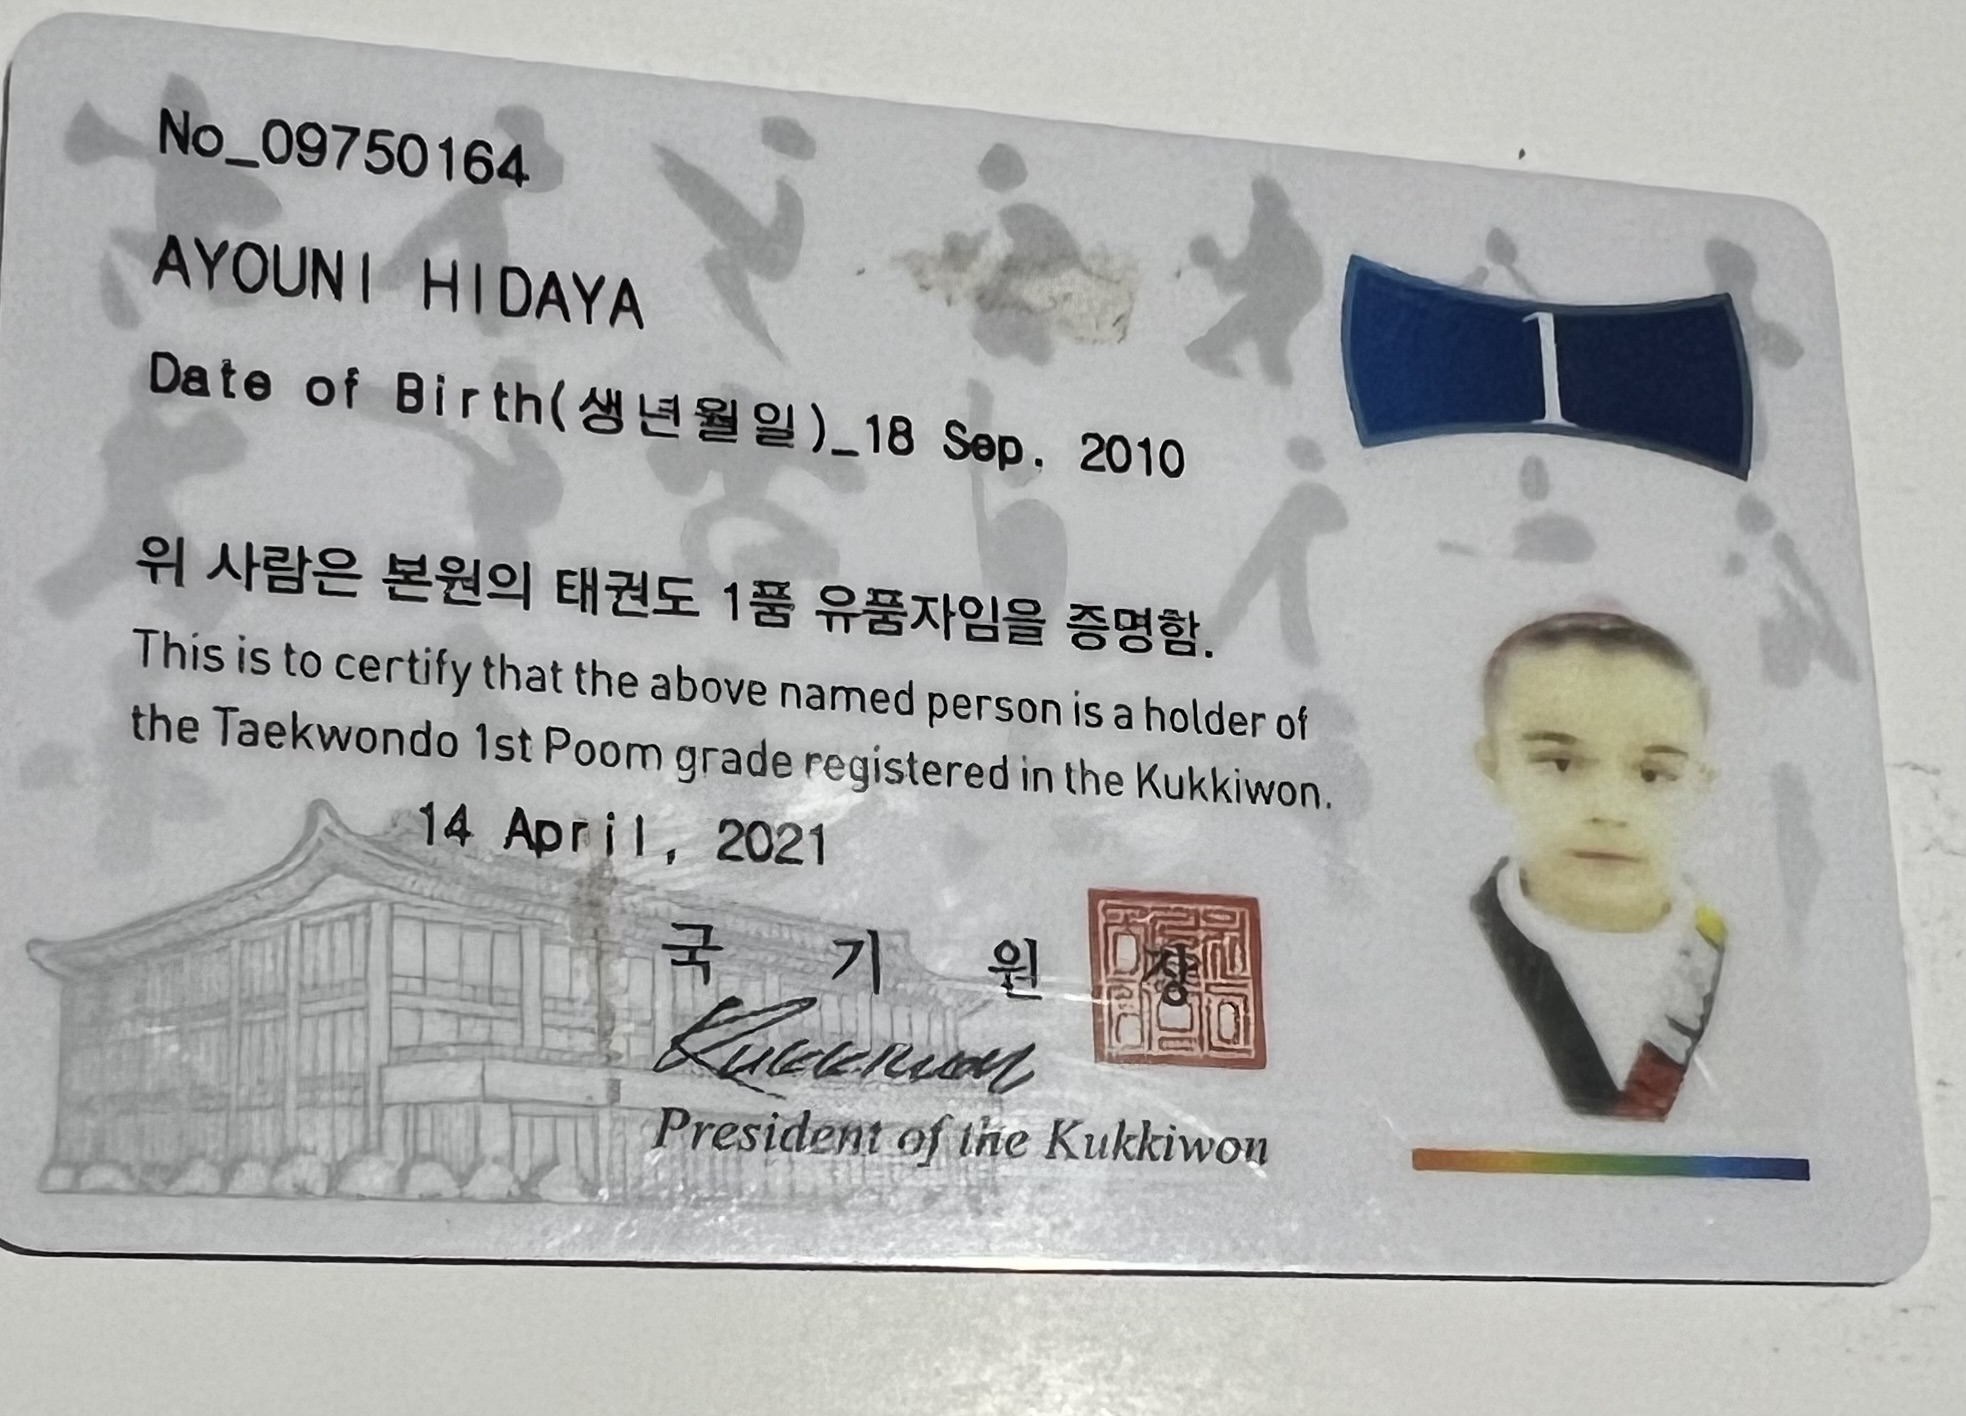 No_09750164
AYOUNI HIDAYA
1
Date of Birth(생년월일)_18 Sep. 2010
위 사람은 본원의 태권도 1품 유품자임을 증명함.
This is to certify that the above named person is a holder of
the Taekwondo 1st Poom grade registered in the Kukkiwon.
14 April, 2021
국 기 원 장
Kukkiwon
President of the Kukkiwon